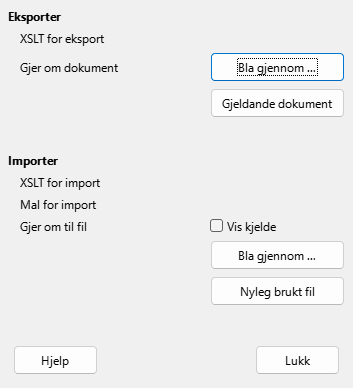 Eksporter
XSLT for eksport
Gjer om dokument
Bla gjennom ...
Gjeldande dokument
Importer
XSLT for import
Mal for import
Gjer om til fil
Vis kjelde
Bla gjennom ...
Nyleg brukt fil
Hjelp
Lukk